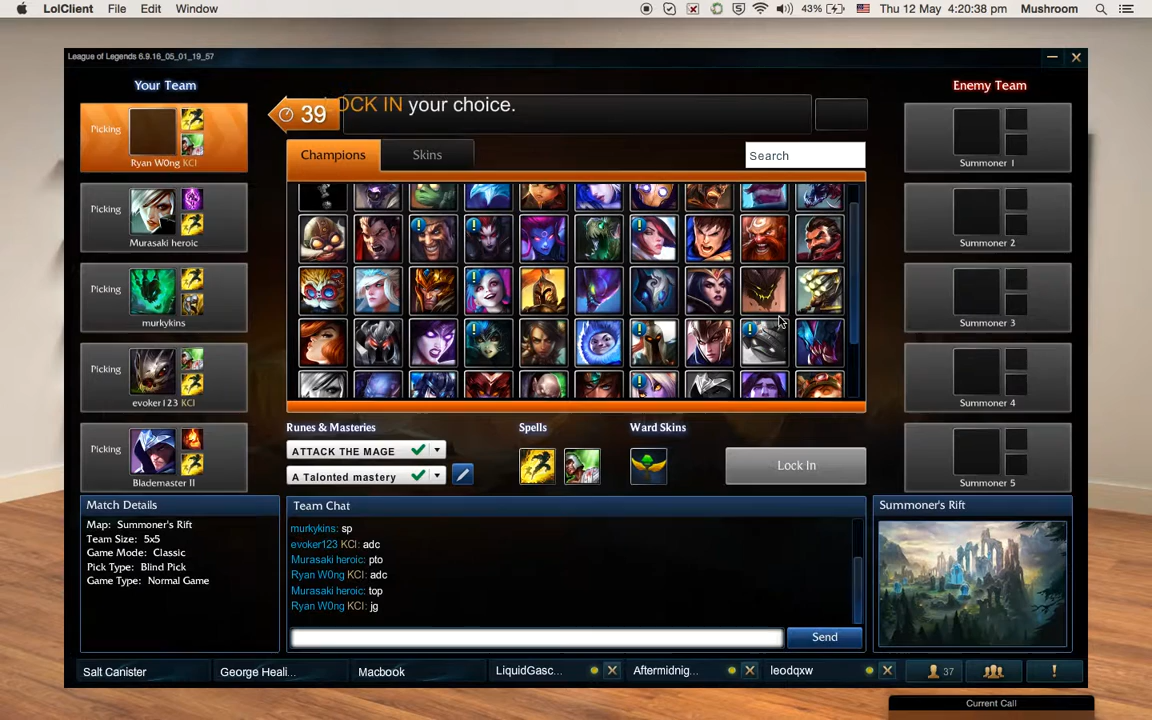 LolClient File Edit Window
43% Thu 12 May 4:20:38 pm Mushroom
League of Legends 6.9.16_05_01_19_57
Your Team
Enemy Team
39
LOCK IN your choice.
Champions
Skins
Search
Picking
Ryan W0ng KCI
Picking
Murasaki heroic
Picking
murkykins
Picking
evoker123 KCI
Picking
Blademaster II
Summoner 1
Summoner 2
Summoner 3
Summoner 4
Summoner 5
Runes & Masteries
Spells
Ward Skins
ATTACK THE MAGE
A Talonted mastery
Lock In
Match Details
Map: Summoner's Rift
Team Size: 5x5
Game Mode: Classic
Pick Type: Blind Pick
Game Type: Normal Game
Team Chat
murkykins: sp
evoker123 KCI: adc
Murasaki heroic: pto
Ryan W0ng KCI: adc
Murasaki heroic: top
Ryan W0ng KCI: jg
Send
Summoner's Rift
Salt Canister
George Heali...
Macbook
LiquidGasc...
Aftermidnig...
leodqxw
37
Current Call